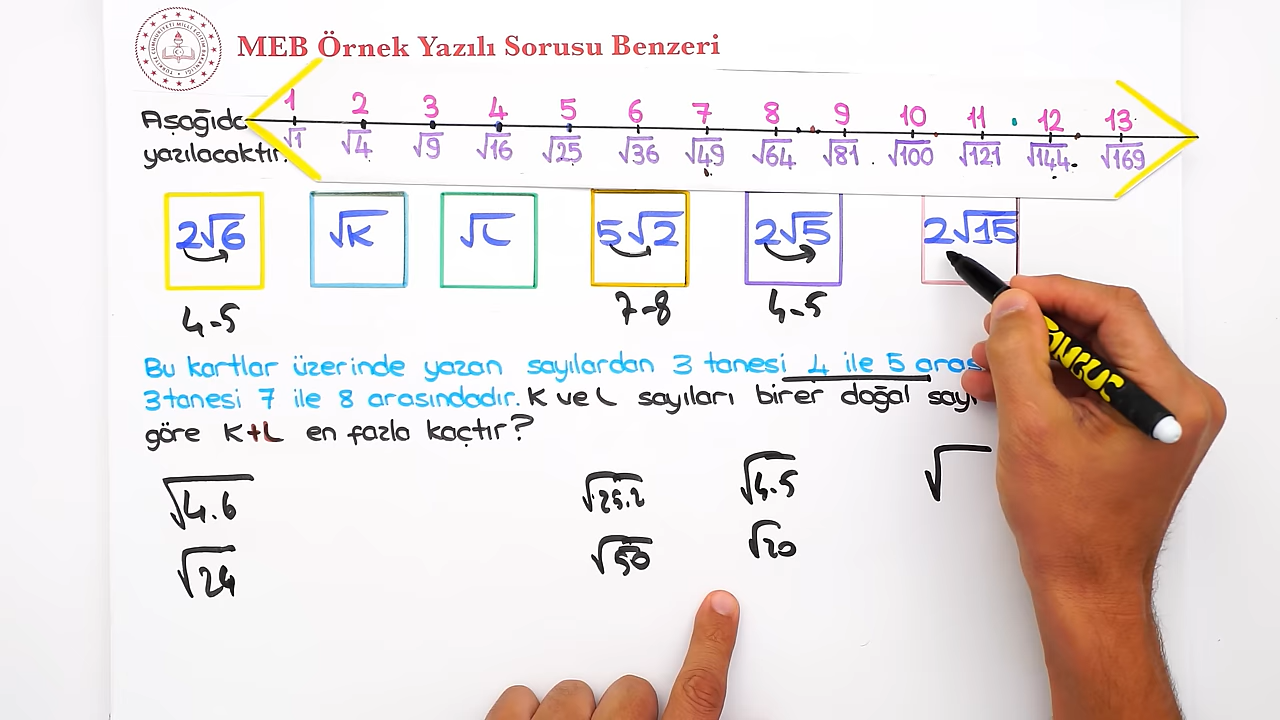 MEB Örnek Yazılı Sorusu Benzeri
1 2 3 4 5 6 7 8 9 10 11 12 13
√1 √4 √9 √16 √25 √36 √49 √64 √81 √100 √121 √144 √169
Aşağıda
yazılacaktır.
2√6 √K √L 5√2 2√5 2√15
4-5 7-8 4-5
Bu kartlar üzerinde yazan sayılardan 3 tanesi 4 ile 5 aras
3 tanesi 7 ile 8 arasındadır. K ve L sayıları birer doğal sayı
göre K+L en fazla kaçtır?
√4.6 √25.2 √4.5 √
√24 √50 √20